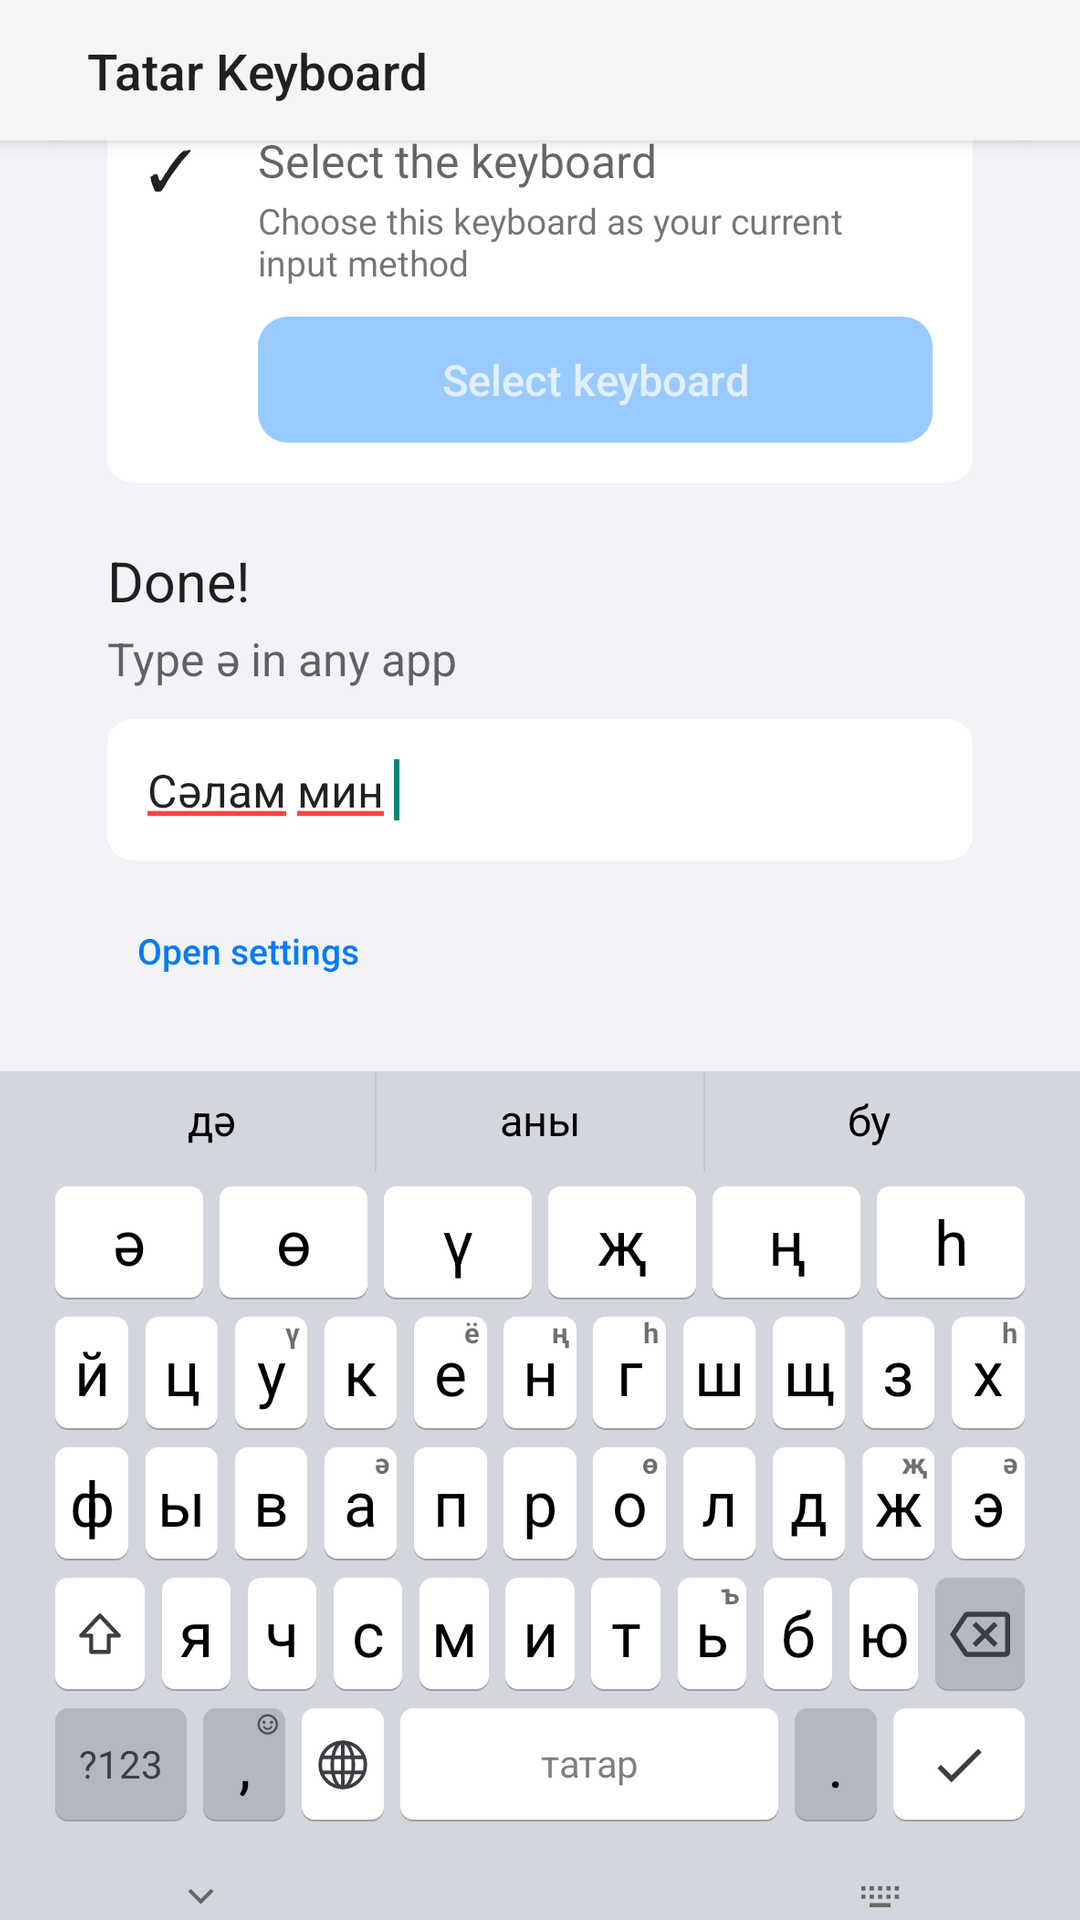 Tatar Keyboard
✓ Select the keyboard
Choose this keyboard as your current
input method
Select keyboard
Done!
Type ә in any app
Сәлам мин
Open settings
дә аны бу
ә ө ү җ ң һ
й ц у ү к е ё н ң г һ ш щ з х һ
ф ы в а ә п р о ө л д ж җ э ә
я ч с м и т ь ъ б ю
?123 , татар .